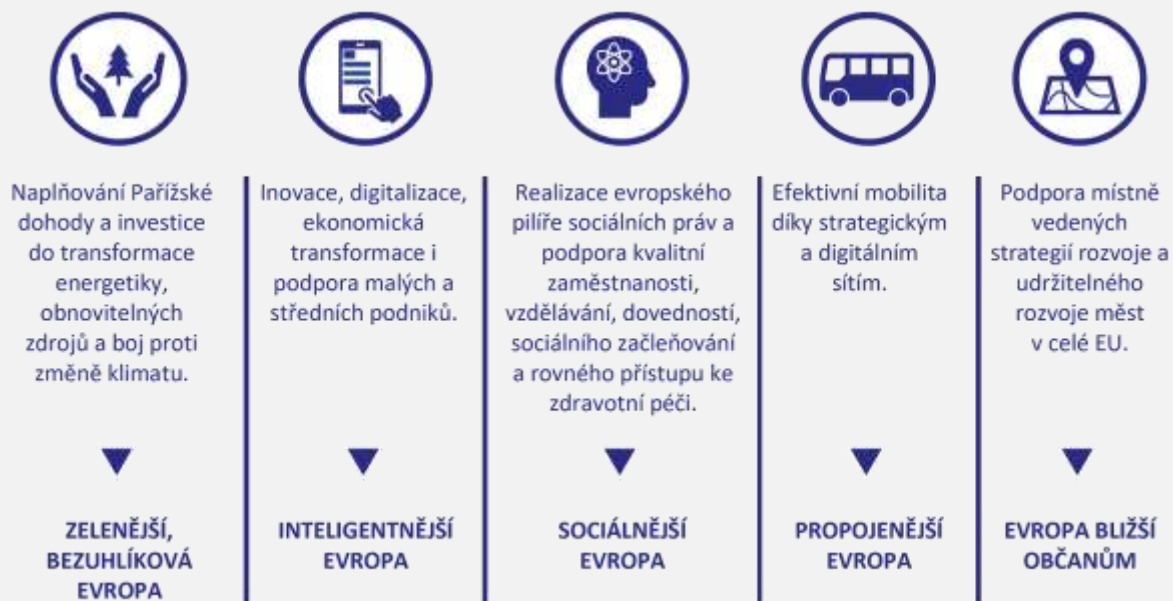 Naplňování Pařížské
dohody a investice
do transformace
energetiky,
obnovitelných
zdrojů a boj proti
změně klimatu.
ZELENĚJŠÍ,
BEZUHLÍKOVÁ
EVROPA
Inovace, digitalizace,
ekonomická
transformace i
podpora malých a
středních podniků.
INTELIGENTNĚJŠÍ
EVROPA
Realizace evropského
pilíře sociálních práv a
podpora kvalitní
zaměstnanosti,
vzdělávání, dovedností,
sociálního začleňování
a rovného přístupu ke
zdravotní péči.
SOCIÁLNĚJŠÍ
EVROPA
Efektivní mobilita
díky strategickým
a digitálním
sítím.
PROPOJENĚJŠÍ
EVROPA
Podpora místně
vedených
strategií rozvoje a
udržitelného
rozvoje měst
v celé EU.
EVROPA BLIŽŠÍ
OBČANŮM